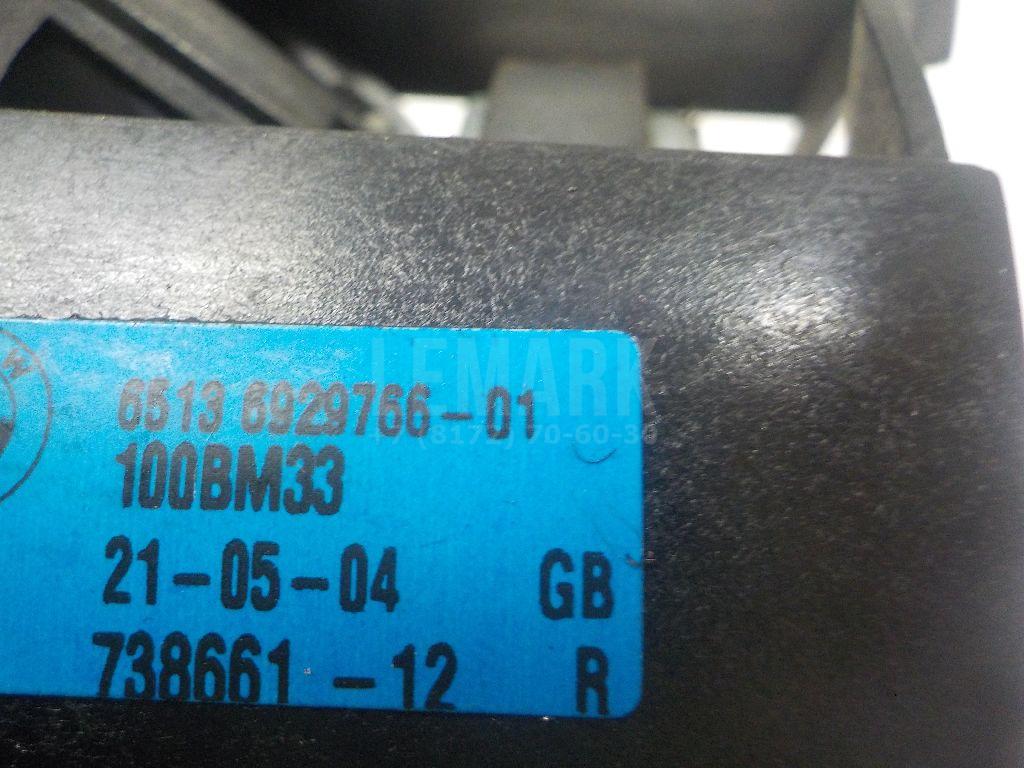 W
6513 6929766-01
100BM33
21-05-04 GB
738661-12 R
LEMARK